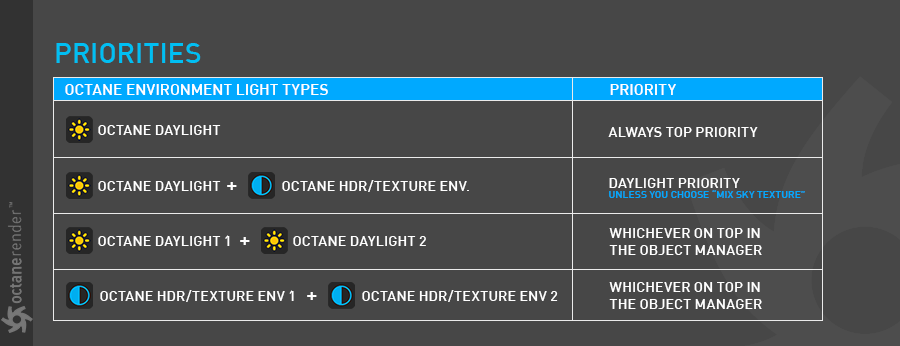 PRIORITIES
OCTANE ENVIRONMENT LIGHT TYPES PRIORITY
OCTANE DAYLIGHT ALWAYS TOP PRIORITY
OCTANE DAYLIGHT + OCTANE HDR/TEXTURE ENV. DAYLIGHT PRIORITY
UNLESS YOU CHOOSE "MIX SKY TEXTURE"
OCTANE DAYLIGHT 1 + OCTANE DAYLIGHT 2 WHICHEVER ON TOP IN
THE OBJECT MANAGER
OCTANE HDR/TEXTURE ENV 1 + OCTANE HDR/TEXTURE ENV 2 WHICHEVER ON TOP IN
THE OBJECT MANAGER
octanerender™